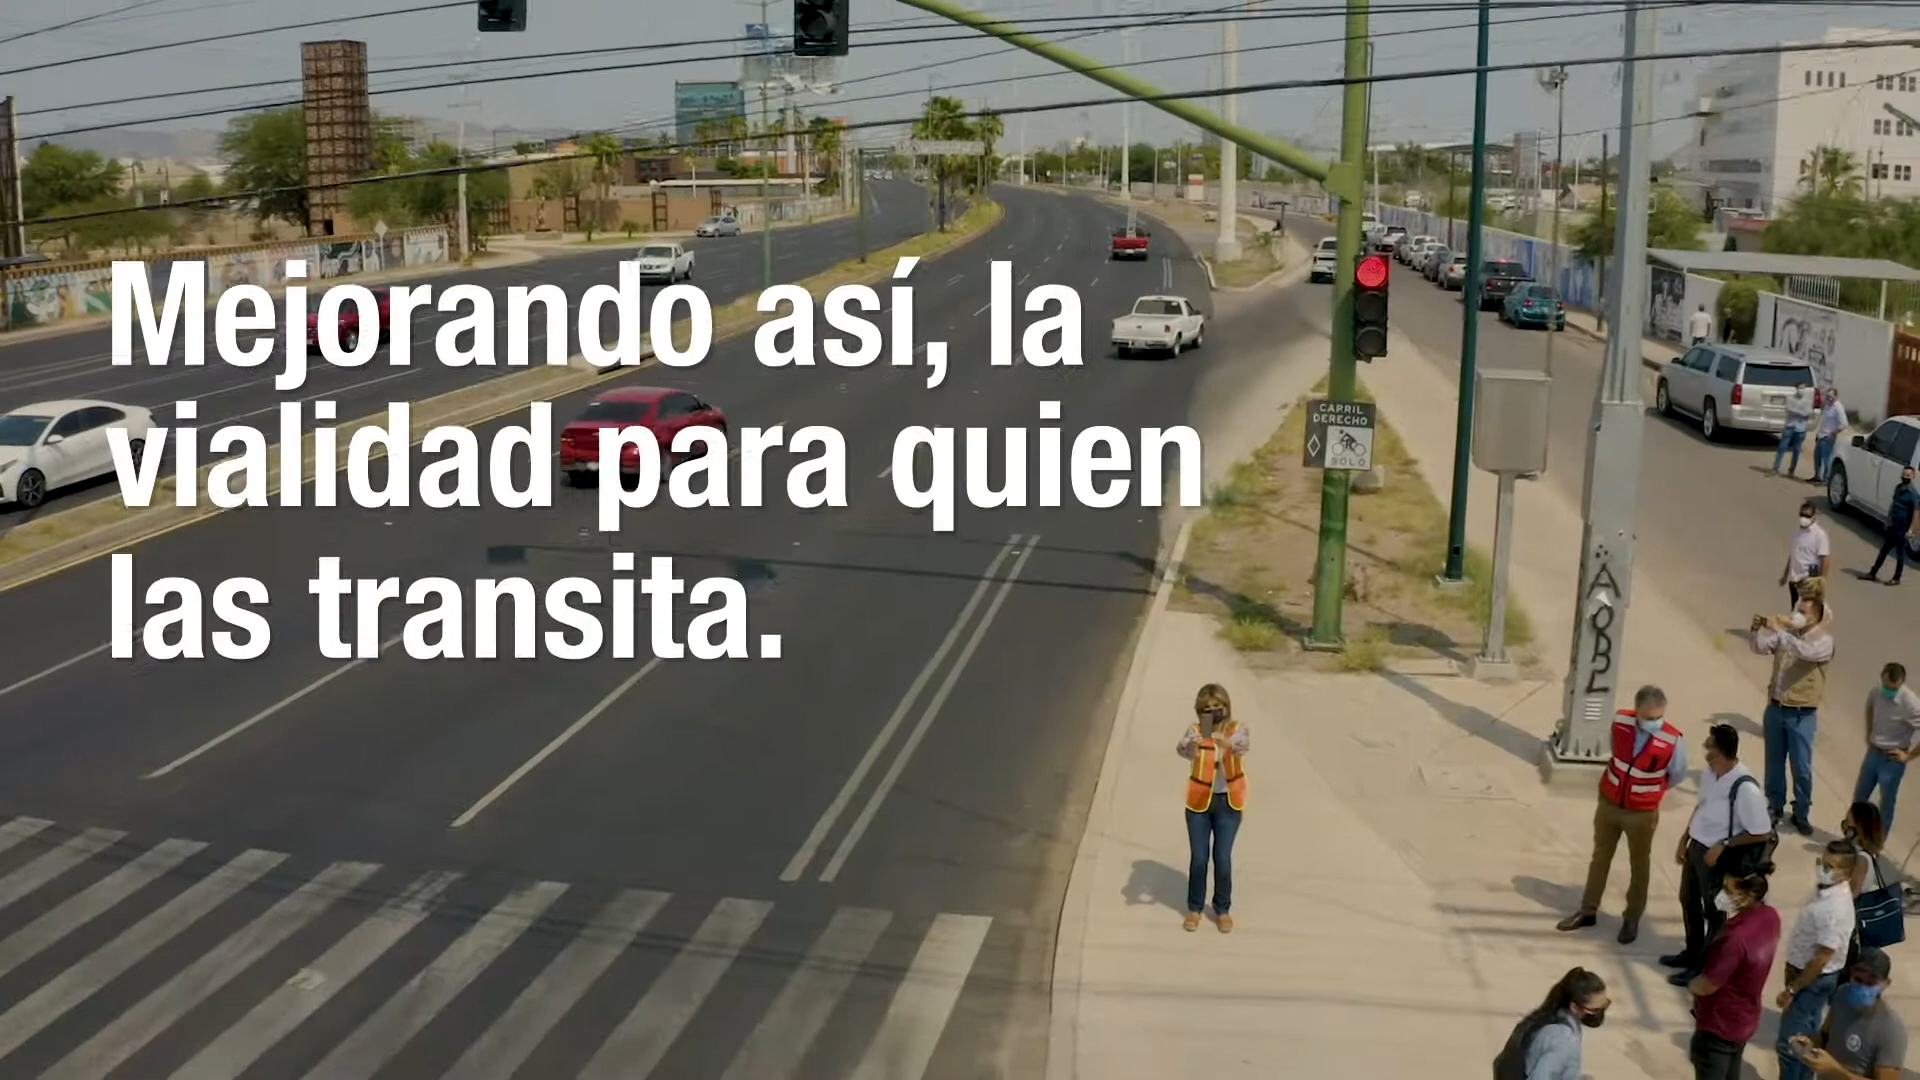 Mejorando así, la
vialidad para quien
las transita.
CARRIL
DERECHO
SOLO